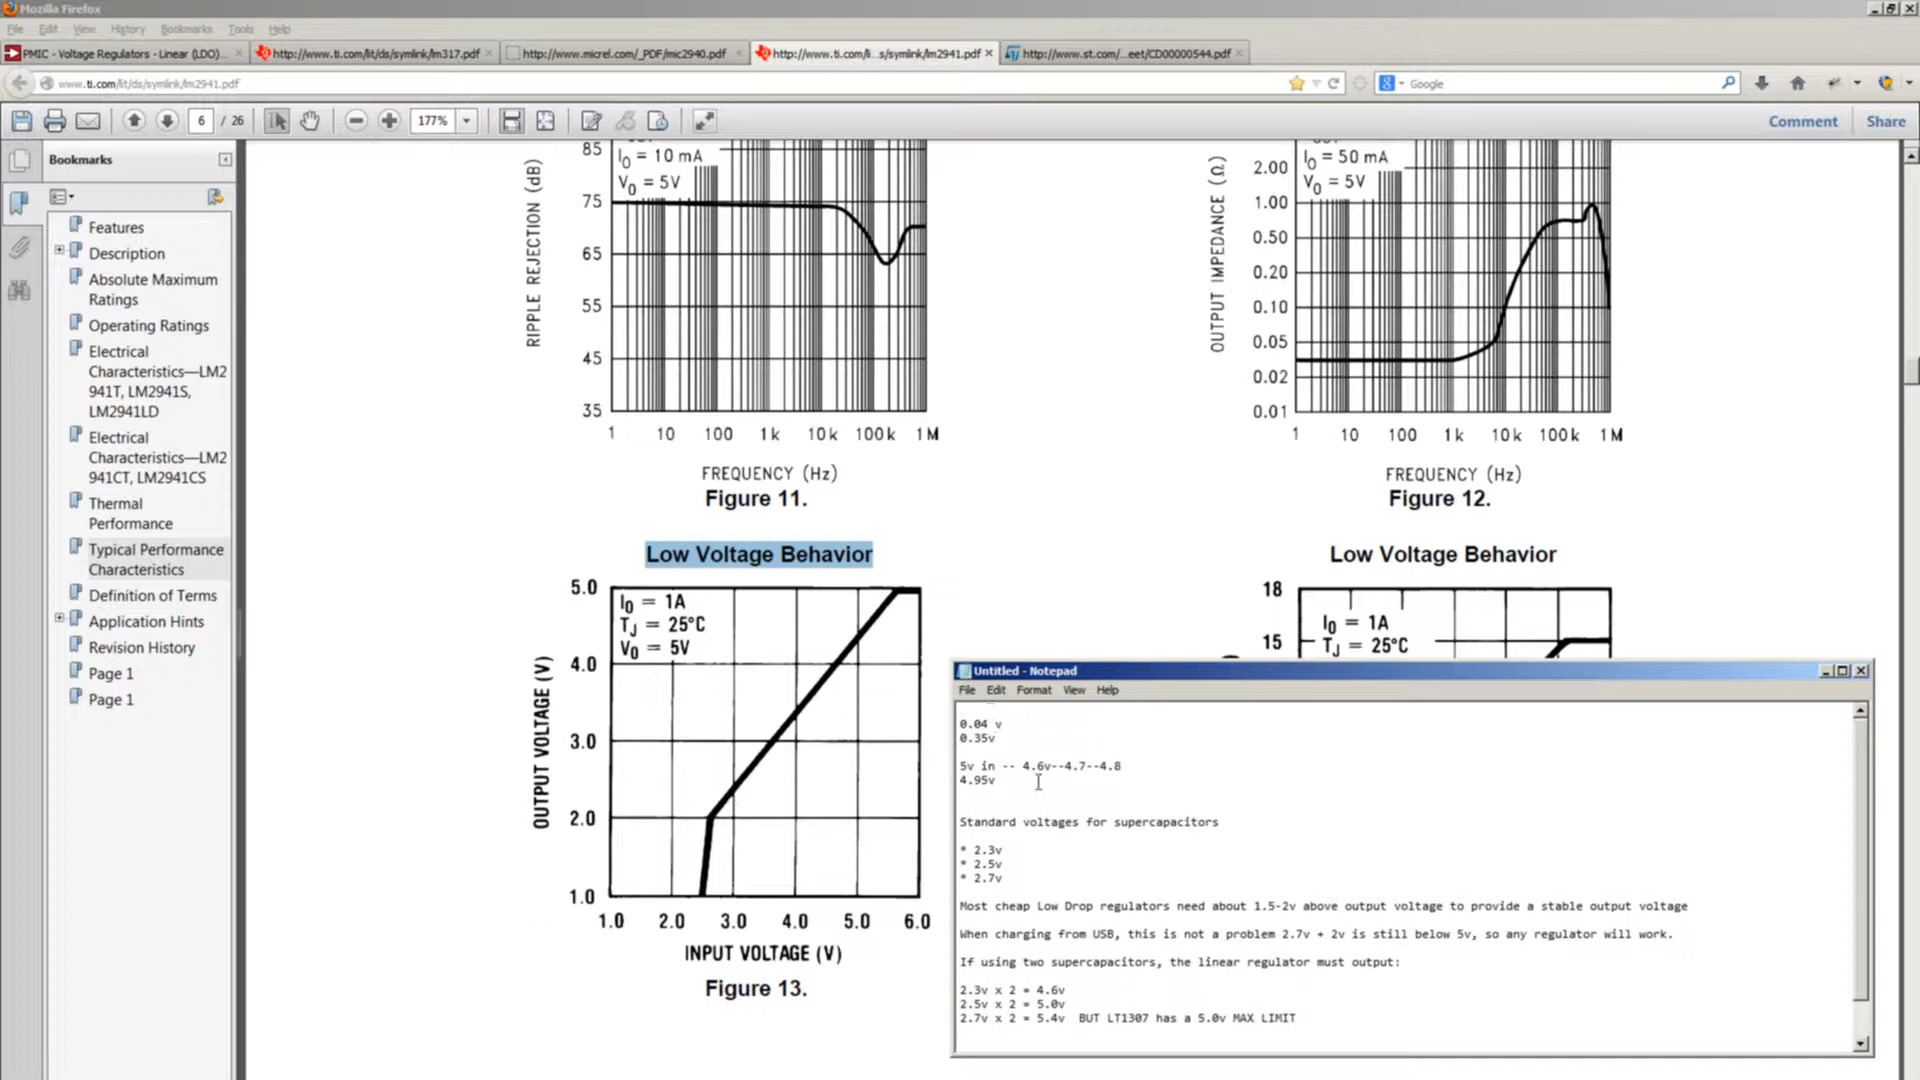 Mozilla Firefox
File Edit View History Bookmarks Tools Help
PMIC - Voltage Regulators - Linear (LDO)...
http://www.ti.com/lit/ds/symlink/lm317.pdf
http://www.micrel.com/_PDF/mic2940.pdf
http://www.ti.com/li...s/symlink/lm2941.pdf
http://www.st.com/...eet/CD00000544.pdf
www.ti.com/lit/ds/symlink/lm2941.pdf
Google
6 / 26
177%
Comment Share
Bookmarks
Features
Description
Absolute Maximum
Ratings
Operating Ratings
Electrical
Characteristics—LM2
941T, LM2941S,
LM2941LD
Electrical
Characteristics—LM2
941CT, LM2941CS
Thermal
Performance
Typical Performance
Characteristics
Definition of Terms
Application Hints
Revision History
Page 1
Page 1
RIPPLE REJECTION (dB)
85
75
65
55
45
35
IO = 10 mA
VO = 5V
1 10 100 1k 10k 100k 1M
FREQUENCY (Hz)
Figure 11.
OUTPUT IMPEDANCE (Ω)
2.00
1.00
0.50
0.20
0.10
0.05
0.02
0.01
IO = 50 mA
VO = 5V
1 10 100 1k 10k 100k 1M
FREQUENCY (Hz)
Figure 12.
Low Voltage Behavior
OUTPUT VOLTAGE (V)
5.0
4.0
3.0
2.0
1.0
IO = 1A
TJ = 25°C
VO = 5V
1.0 2.0 3.0 4.0 5.0 6.0
INPUT VOLTAGE (V)
Figure 13.
Low Voltage Behavior
18
15
IO = 1A
TJ = 25°C
Untitled - Notepad
File Edit Format View Help
0.04 v
0.35v
5v in -- 4.6v--4.7--4.8
4.95v
Standard voltages for supercapacitors
* 2.3v
* 2.5v
* 2.7v
Most cheap Low Drop regulators need about 1.5-2v above output voltage to provide a stable output voltage
When charging from USB, this is not a problem 2.7v + 2v is still below 5v, so any regulator will work.
If using two supercapacitors, the linear regulator must output:
2.3v x 2 = 4.6v
2.5v x 2 = 5.0v
2.7v x 2 = 5.4v BUT LT1307 has a 5.0v MAX LIMIT